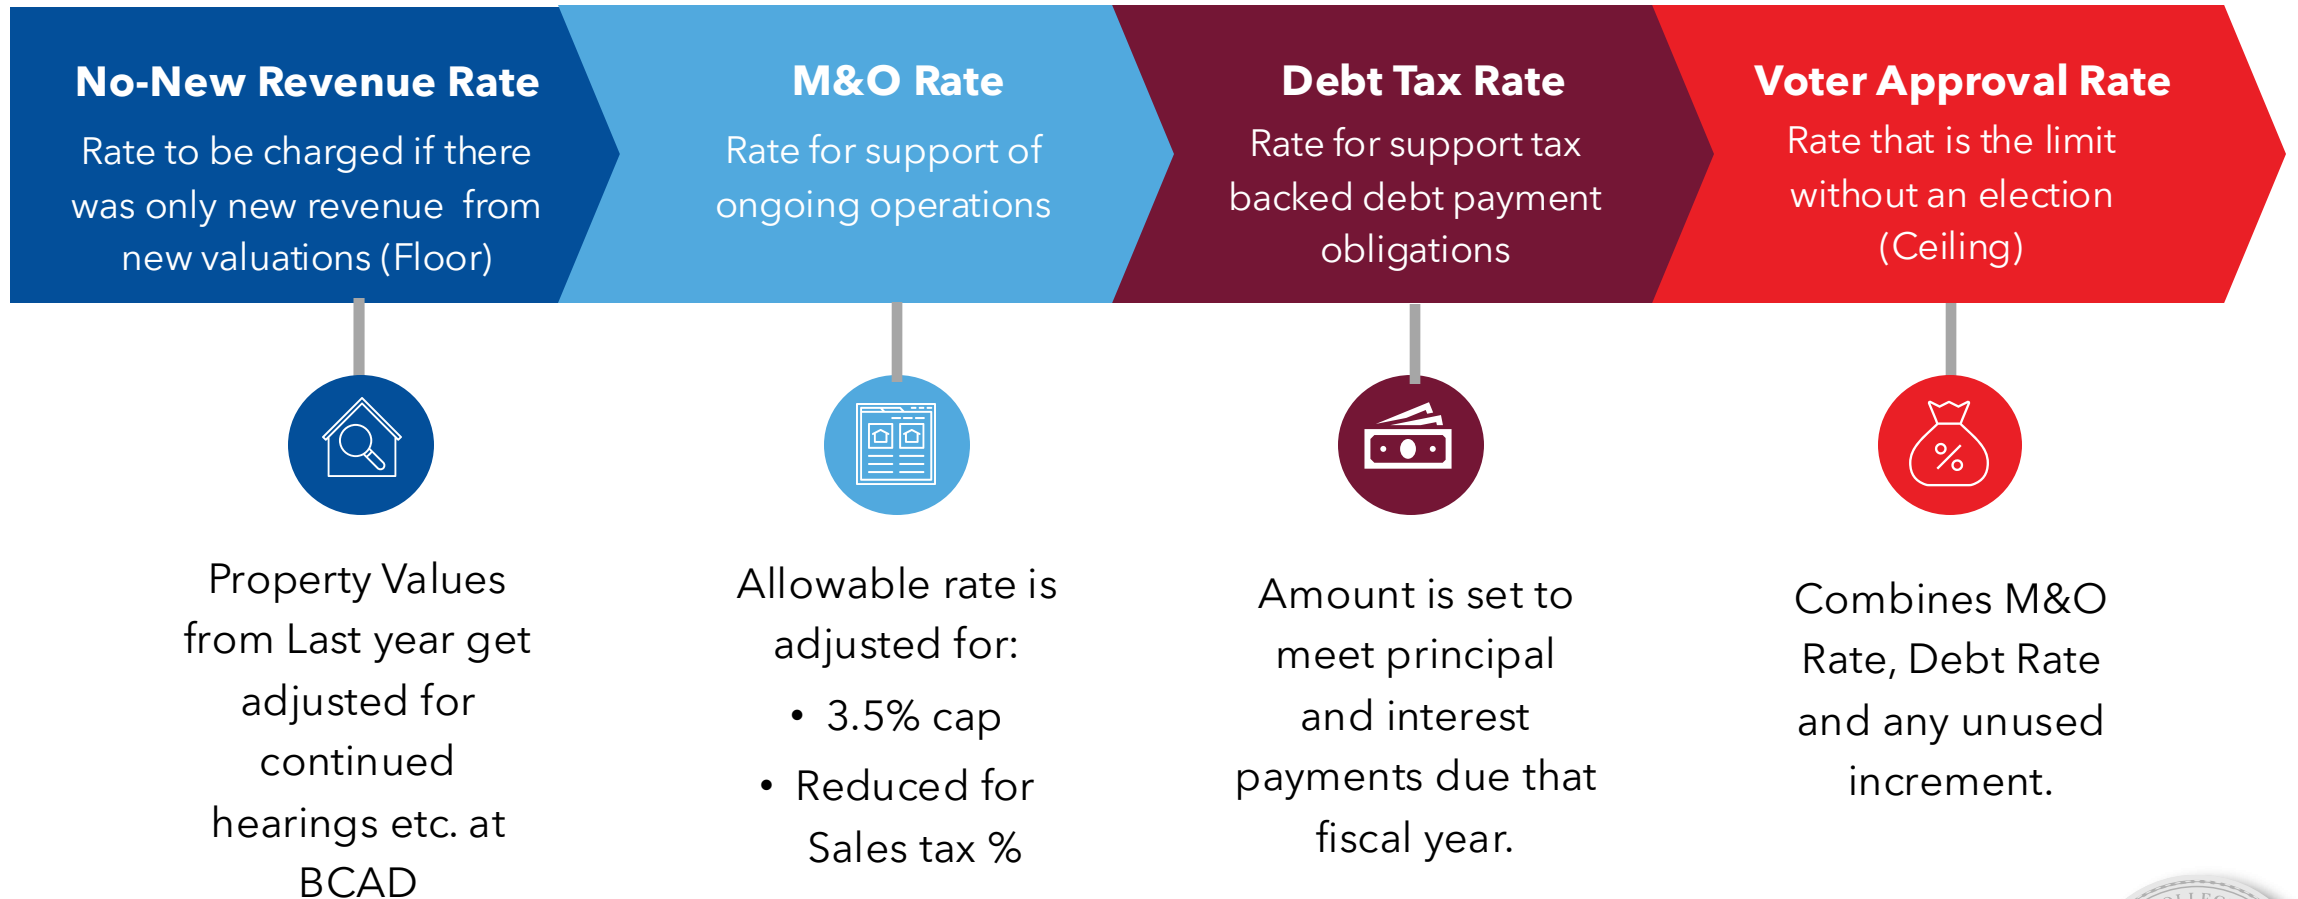 No-New Revenue Rate
Rate to be charged if there
was only new revenue from
new valuations (Floor)
M&O Rate
Rate for support of
ongoing operations
Debt Tax Rate
Rate for support tax
backed debt payment
obligations
Voter Approval Rate
Rate that is the limit
without an election
(Ceiling)
Property Values
from Last year get
adjusted for
continued
hearings etc. at
BCAD
Allowable rate is
adjusted for:
• 3.5% cap
• Reduced for
Sales tax %
Amount is set to
meet principal
and interest
payments due that
fiscal year.
%
Combines M&O
Rate, Debt Rate
and any unused
increment.